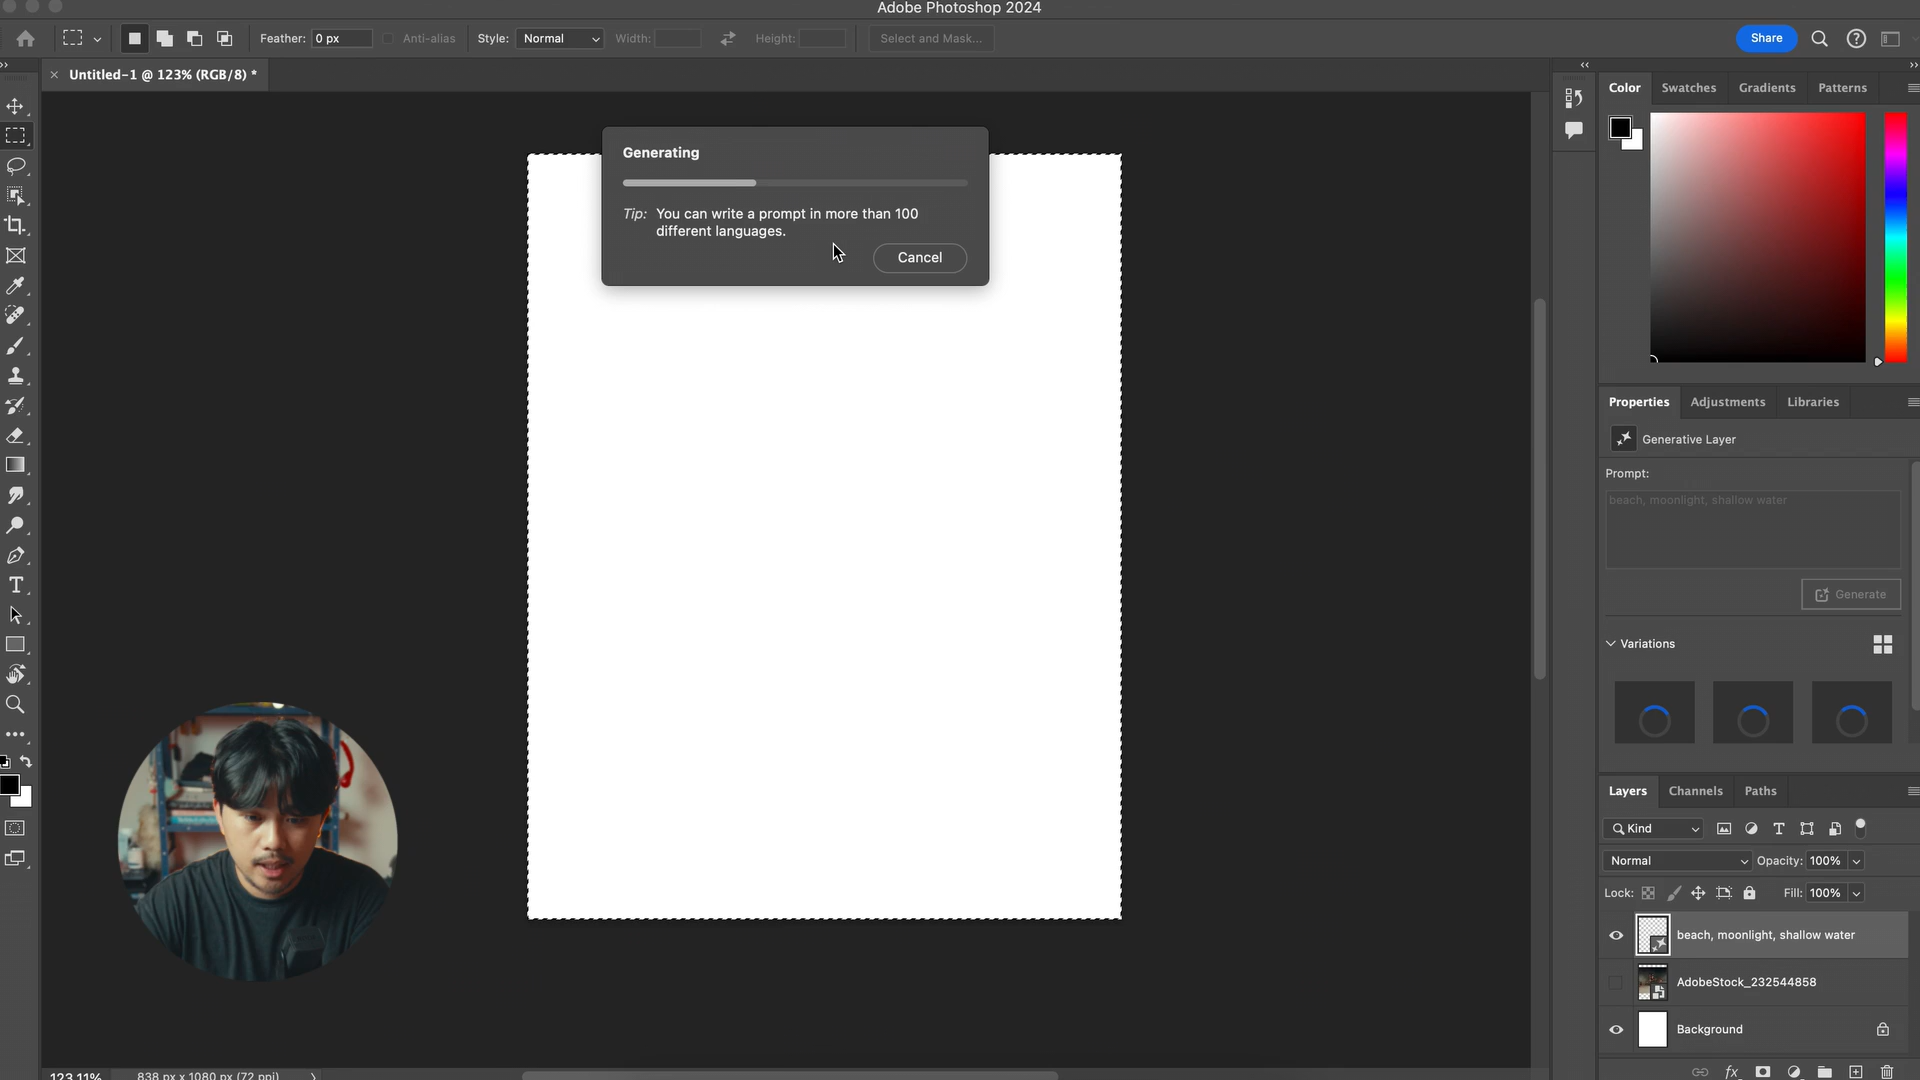 Adobe Photoshop 2024
Feather: 0 px Anti-alias Style: Normal Width: Height: Select and Mask... Share
Untitled-1 @ 123% (RGB/8) *
Color Swatches Gradients Patterns
Generating
Tip: You can write a prompt in more than 100
different languages.
Cancel
Properties Adjustments Libraries
Generative Layer
Prompt:
beach, moonlight, shallow water
Generate
Variations
Layers Channels Paths
Kind
Normal Opacity: 100%
Lock: Fill: 100%
beach, moonlight, shallow water
AdobeStock_232544858
Background
123.11% 838 px x 1080 px (72 ppi)